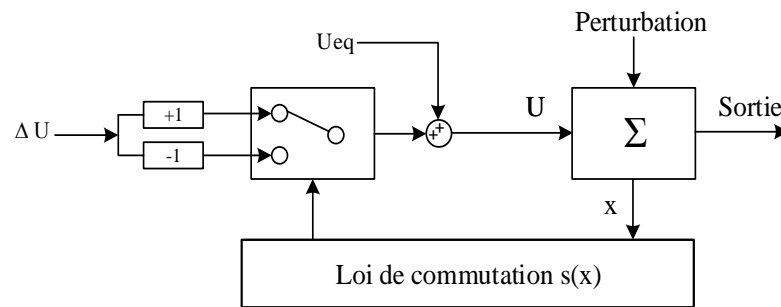 Perturbation
Ueq
U
Sortie
+1
ΔU
-1
++
Σ
x
Loi de commutation s(x)